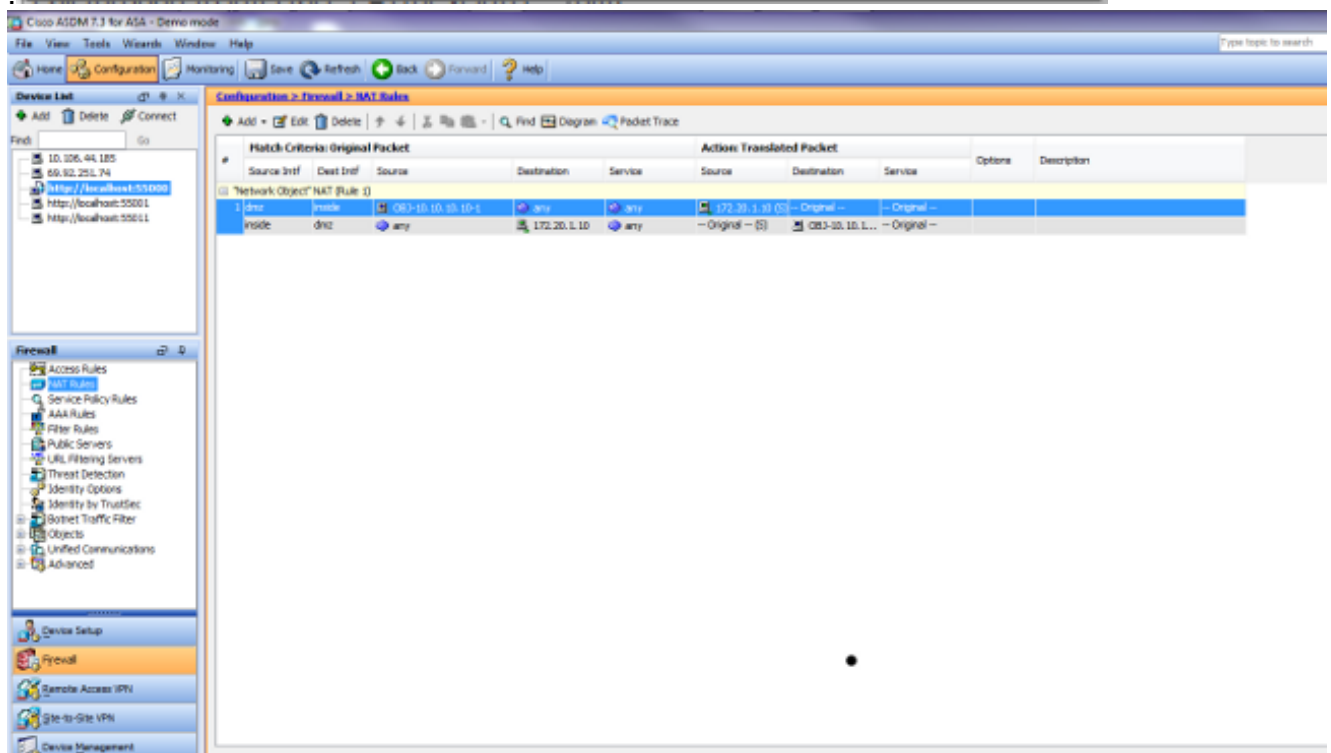 Cisco ASDM 7.3 for ASA - Demo mode
File View Tools Wizards Window Help
Type topic to search
Home Configuration Monitoring Save Refresh Back Forward Help
Device List
Add Delete Connect
Find: Go
10.106.44.185
69.92.251.74
http://localhost:55000
http://localhost:55001
http://localhost:55011
Configuration > Firewall > NAT Rules
Add Edit Delete Find Diagram Packet Trace
# Match Criteria: Original Packet Action: Translated Packet Options Description
Source Intf Dest Intf Source Destination Service Source Destination Service
"Network Object" NAT (Rule 1)
1 dmz inside OBJ-10.10.10.10-1 any any 172.20.1.10 (S) -- Original -- -- Original --
inside dmz any 172.20.1.10 any -- Original -- (S) OBJ-10.10.1... -- Original --
Firewall
Access Rules
NAT Rules
Service Policy Rules
AAA Rules
Filter Rules
Public Servers
URL Filtering Servers
Threat Detection
Identity Options
Identity by TrustSec
Botnet Traffic Filter
Objects
Unified Communications
Advanced
Device Setup
Firewall
Remote Access VPN
Site-to-Site VPN
Device Management